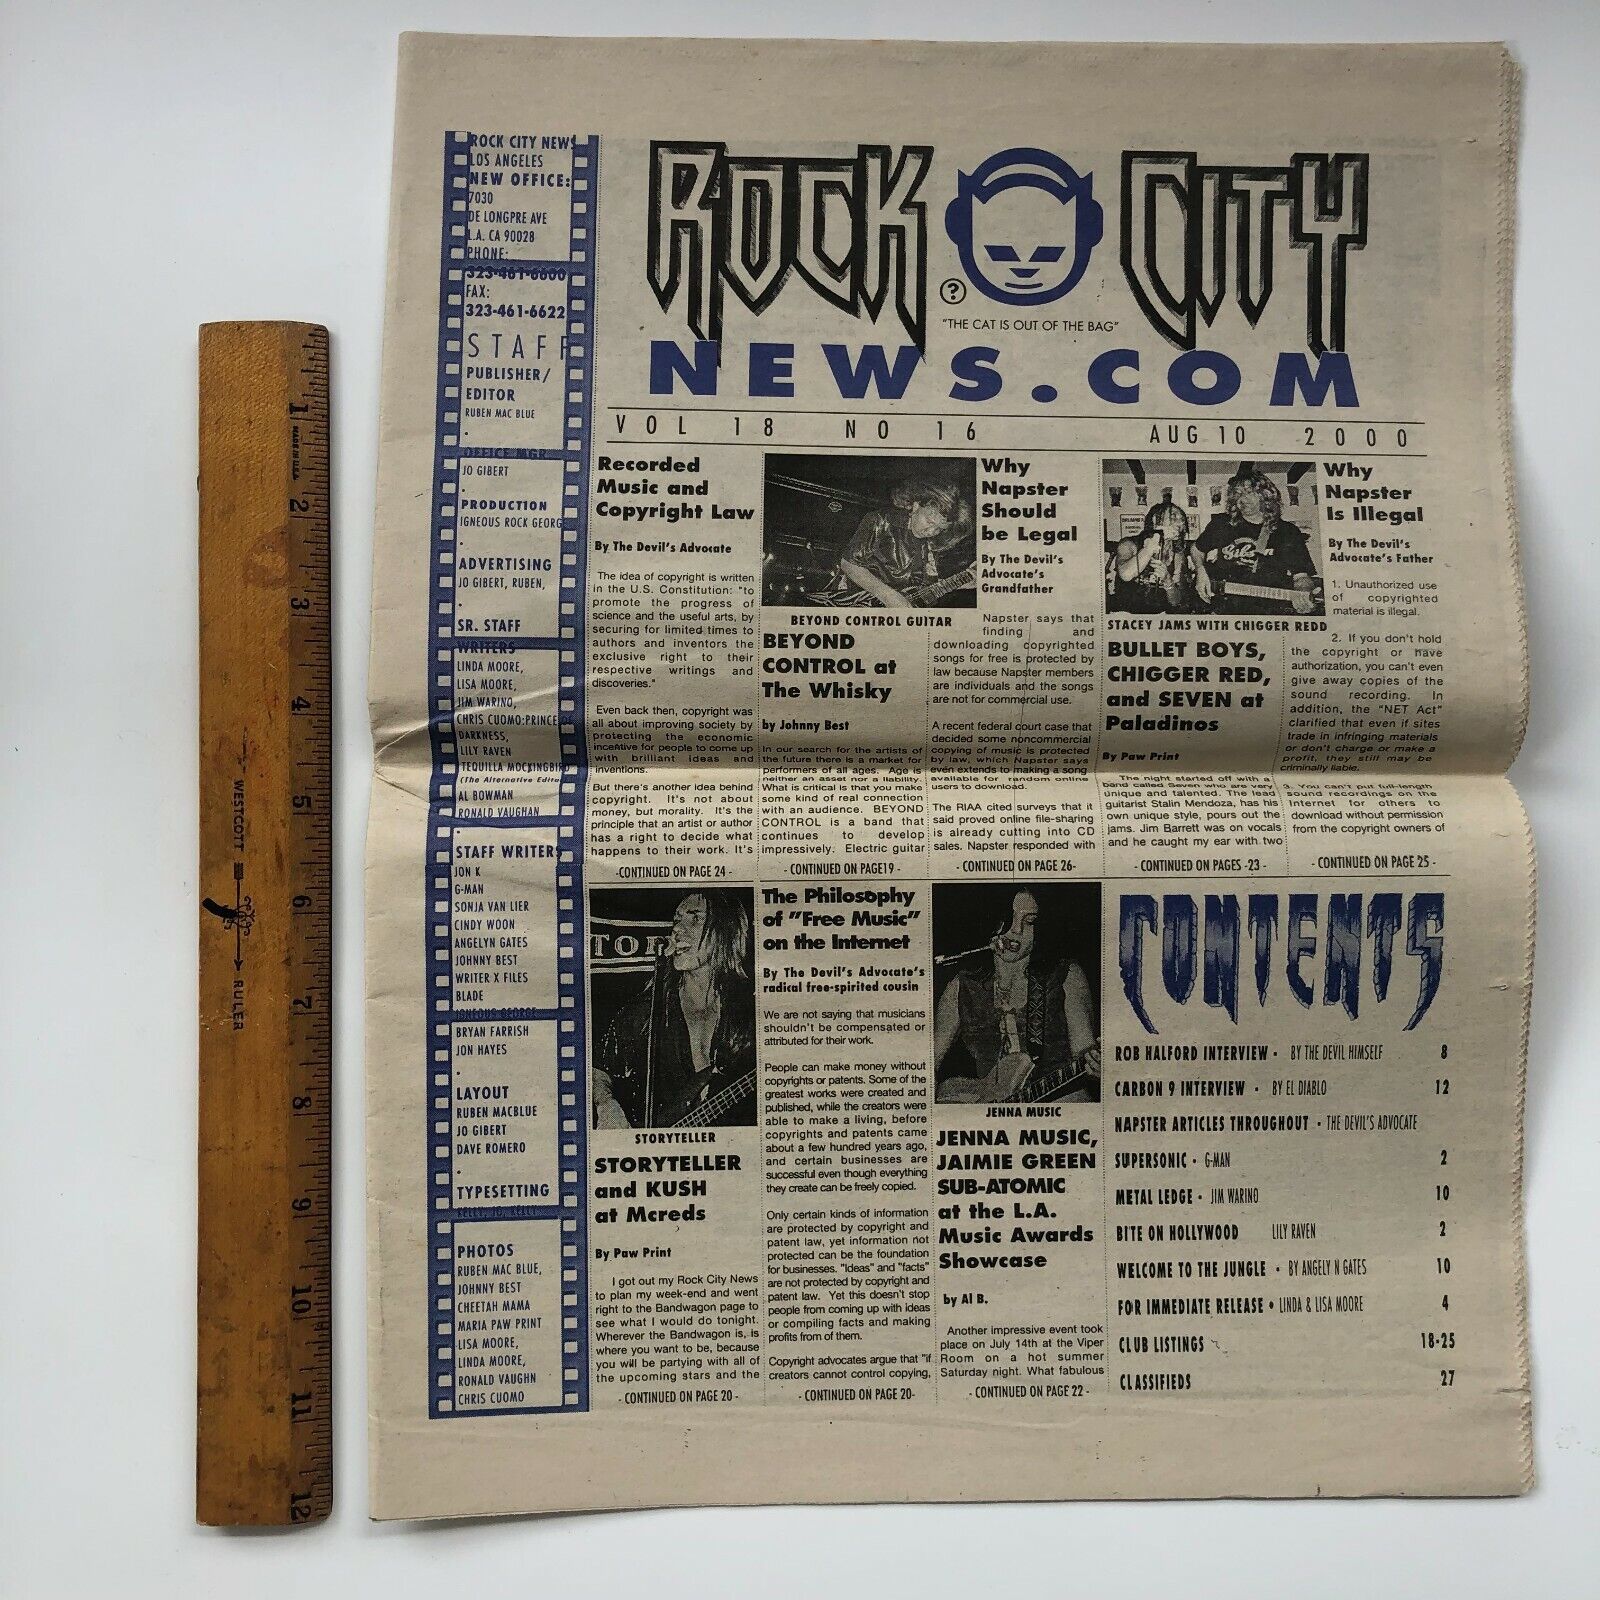 1
MADE IN U.S.A.
2
3
4
5
6
7
8
9
10
11
12
WESTCOTT
RULER
ROCK CITY NEWS
LOS ANGELES
NEW OFFICE:
7030
DE LONGPRE AVE
L.A. CA 90028
PHONE:
323-461-6600
FAX:
323-461-6622
STAFF
PUBLISHER/
EDITOR
RUBEN MAC BLUE
OFFICE MGR
JO GIBERT
PRODUCTION
IGNEOUS ROCK GEORG
ADVERTISING
JO GIBERT, RUBEN,
SR. STAFF
WRITERS
LINDA MOORE,
LISA MOORE,
JIM WARINO,
CHRIS CUOMO:PRINCE DE
DARKNESS,
LILY RAVEN
TEQUILLA MOCKINGBIRD
(The Alternative Editor)
AL BOWMAN
RONALD VAUGHAN
STAFF WRITERS
JON K
G-MAN
SONJA VAN LIER
CINDY WOON
ANGELYN GATES
JOHNNY BEST
WRITER X FILES
BLADE
IGNEOUS GEORGE
BRYAN FARRISH
JON HAYES
LAYOUT
RUBEN MACBLUE
JO GIBERT
DAVE ROMERO
TYPESETTING
PHOTOS
RUBEN MAC BLUE,
JOHNNY BEST
CHEETAH MAMA
MARIA PAW PRINT
LISA MOORE,
LINDA MOORE,
RONALD VAUGHN
CHRIS CUOMO
ROCK CITY
?
"THE CAT IS OUT OF THE BAG"
NEWS.COM
VOL 18 NO 16 AUG 10 2000
Recorded
Music and
Copyright Law
By The Devil's Advocate
The idea of copyright is written
in the U.S. Constitution: "to
promote the progress of
science and the useful arts, by
securing for limited times to
authors and inventors the
exclusive right to their
respective writings and
discoveries."
Even back then, copyright was
all about improving society by
protecting the economic
incentive for people to come up
with brilliant ideas and
inventions.
But there's another idea behind
copyright. It's not about
money, but morality. It's the
principle that an artist or author
has a right to decide what
happens to their work. It's
-CONTINUED ON PAGE 24 -
BEYOND CONTROL GUITAR
BEYOND
CONTROL at
The Whisky
by Johnny Best
In our search for the artists of
the future there is a market for
performers of all ages. Age is
neither an asset nor a liability.
What is critical is that you make
some kind of real connection
with an audience. BEYOND
CONTROL is a band that
continues to develop
impressively. Electric guitar
- CONTINUED ON PAGE19 -
Why
Napster
Should
be Legal
By The Devil's
Advocate's
Grandfather
Napster says that
finding and
downloading copyrighted
songs for free is protected by
law because Napster members
are individuals and the songs
are not for commercial use.
A recent federal court case that
decided some noncommercial
copying of music is protected
by law, which Napster says
even extends to making a song
available for random online
users to download.
The RIAA cited surveys that it
said proved online file-sharing
is already cutting into CD
sales. Napster responded with
- CONTINUED ON PAGE 26-
STACEY JAMS WITH CHIGGER REDD
BULLET BOYS,
CHIGGER RED,
and SEVEN at
Paladinos
By Paw Print
The night started off with a
band called Seven who are very
unique and talented. The lead
guitarist Stalin Mendoza, has his
own unique style, pours out the
jams. Jim Barrett was on vocals
and he caught my ear with two
- CONTINUED ON PAGES -23 -
Why
Napster
Is Illegal
By The Devil's
Advocate's Father
1. Unauthorized use
of copyrighted
material is illegal.
2. If you don't hold
the copyright or have
authorization, you can't even
give away copies of the
sound recording. In
addition, the "NET Act"
clarified that even if sites
trade in infringing materials
or don't charge or make a
profit, they still may be
criminally liable.
3. You can't put full-length
sound recordings on the
Internet for others to
download without permission
from the copyright owners of
- CONTINUED ON PAGE 25 -
STORYTELLER
STORYTELLER
and KUSH
at Mcreds
By Paw Print
I got out my Rock City News
to plan my week-end and went
right to the Bandwagon page to
see what I would do tonight.
Wherever the Bandwagon is, is
where you want to be, because
you will be partying with all of
the upcoming stars and the
- CONTINUED ON PAGE 20 -
The Philosophy
of "Free Music"
on the Internet
By The Devil's Advocate's
radical free-spirited cousin
We are not saying that musicians
shouldn't be compensated or
attributed for their work.
People can make money without
copyrights or patents. Some of the
greatest works were created and
published, while the creators were
able to make a living, before
copyrights and patents came
about a few hundred years ago,
and certain businesses are
successful even though everything
they create can be freely copied.
Only certain kinds of information
are protected by copyright and
patent law, yet information not
protected can be the foundation
for businesses. "Ideas" and "facts"
are not protected by copyright and
patent law. Yet this doesn't stop
people from coming up with ideas
or compiling facts and making
profits from of them.
Copyright advocates argue that "if
creators cannot control copying,
- CONTINUED ON PAGE 20-
JENNA MUSIC
JENNA MUSIC,
JAIMIE GREEN
SUB-ATOMIC
at the L.A.
Music Awards
Showcase
by Al B.
Another impressive event took
place on July 14th at the Viper
Room on a hot summer
Saturday night. What fabulous
- CONTINUED ON PAGE 22 -
CONTENTS
ROB HALFORD INTERVIEW • BY THE DEVIL HIMSELF 8
CARBON 9 INTERVIEW • BY EL DIABLO 12
NAPSTER ARTICLES THROUGHOUT • THE DEVIL'S ADVOCATE
SUPERSONIC • G-MAN 2
METAL LEDGE • JIM WARINO 10
BITE ON HOLLYWOOD LILY RAVEN 2
WELCOME TO THE JUNGLE • BY ANGELY N GATES 10
FOR IMMEDIATE RELEASE • LINDA & LISA MOORE 4
CLUB LISTINGS 18-25
CLASSIFIEDS 27